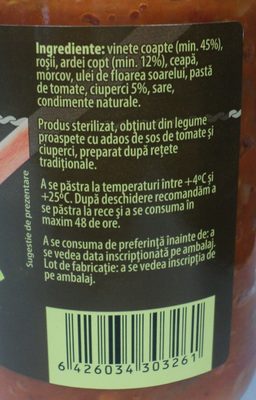 Ingrediente: vinete coapte (min. 45%),
roșii, ardei copt (min. 12%), ceapă,
morcov, ulei de floarea soarelui, pastă
de tomate, ciuperci 5%, sare,
condimente naturale.
Produs sterilizat, obținut din legume
proaspete cu adaos de sos de tomate și
ciuperci, preparat după rețete
tradiționale.
A se păstra la temperaturi între +4ºC și
+25ºC. După deschidere recomandăm a
se păstra la rece și a se consuma în
maxim 48 de ore.
A se consuma de preferință înainte de: a
se vedea data inscripționată pe ambalaj.
Lot de fabricație: a se vedea inscripția de
pe ambalaj.
Sugestie de prezentare
6 426034 303261